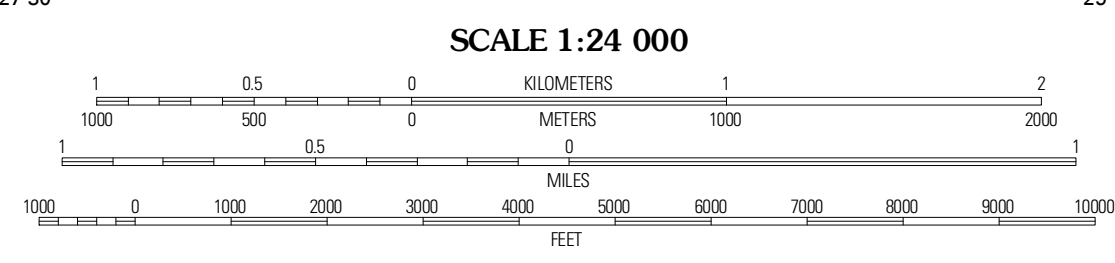 SCALE 1:24 000
1 0.5 0 KILOMETERS 1 2
1000 500 0 METERS 1000 2000
1 0.5 0 1
MILES
1000 0 1000 2000 3000 4000 5000 6000 7000 8000 9000 10000
FEET